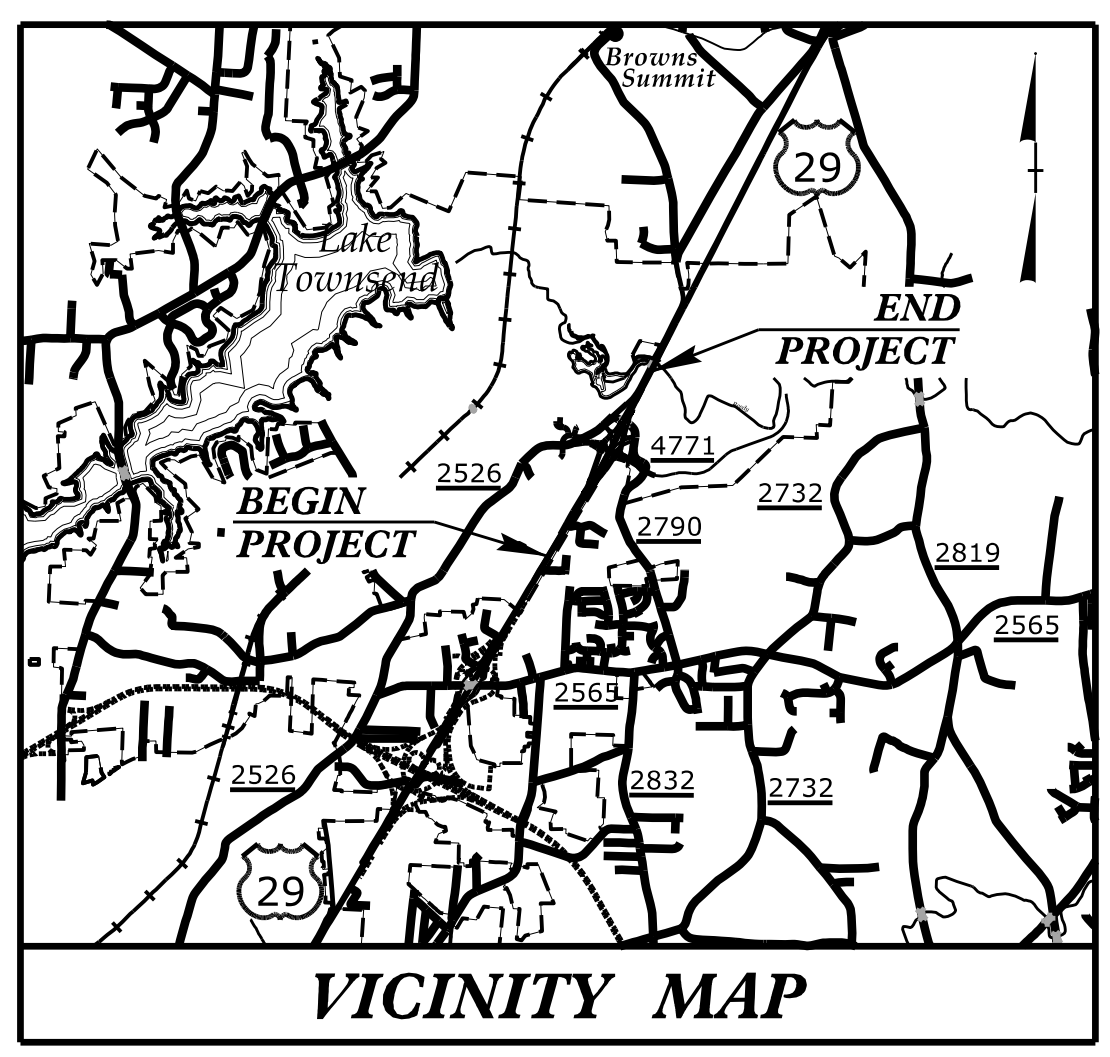 Browns
Summit
29
Lake
Townsend
END
PROJECT
4771
2526
2732
BEGIN
PROJECT
2790
2819
2565
2565
2526
2832
2732
29
VICINITY MAP